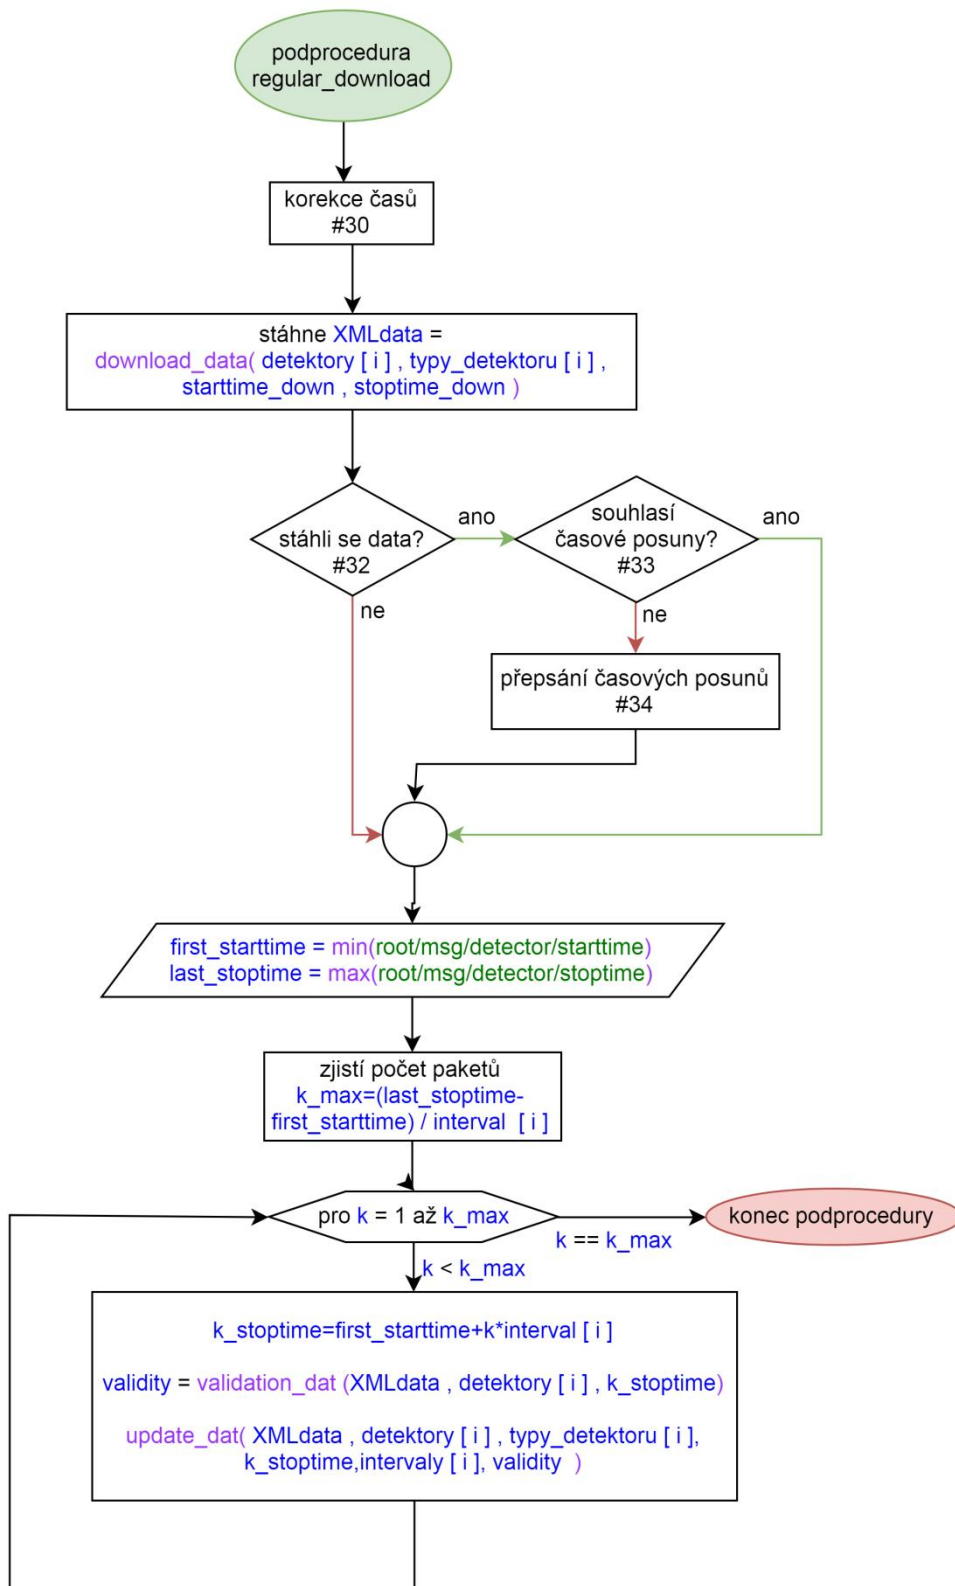 podprocedura
regular_download
korekce časů
#30
stáhne XMLdata =
download_data( detektory [ i ] , typy_detektoru [ i ] ,
starttime_down , stoptime_down )
stáhli se data?
#32
ano
souhlasí
časové posuny?
#33
ano
ne
ne
přepsání časových posunů
#34
first_starttime = min(root/msg/detector/starttime)
last_stoptime = max(root/msg/detector/stoptime)
zjistí počet paketů
k_max=(last_stoptime-
first_starttime) / interval [ i ]
pro k = 1 až k_max
k == k_max
konec podprocedury
k < k_max
k_stoptime=first_starttime+k*interval [ i ]
validity = validation_dat (XMLdata , detektory [ i ] , k_stoptime)
update_dat( XMLdata , detektory [ i ] , typy_detektoru [ i ],
k_stoptime,intervaly [ i ], validity )